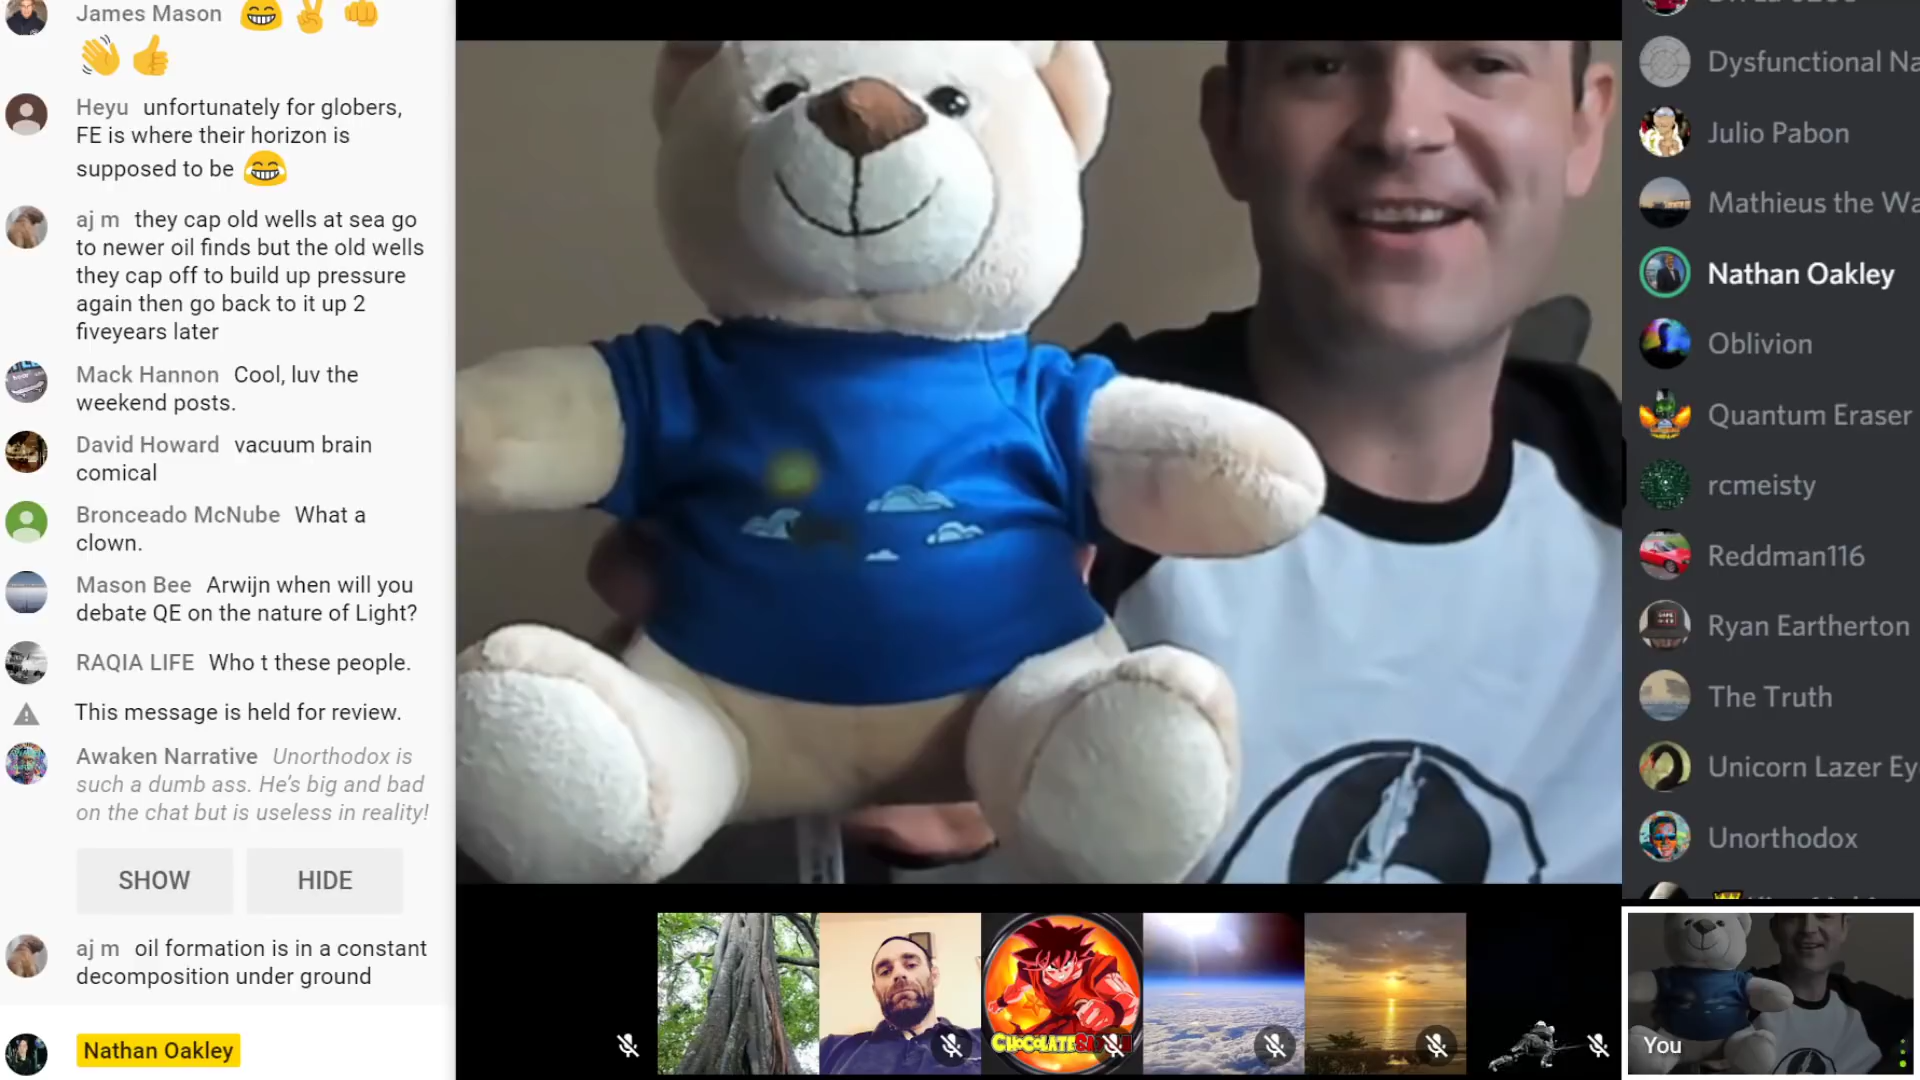 James Mason
Heyu unfortunately for globers,
FE is where their horizon is
supposed to be
aj m they cap old wells at sea go
to newer oil finds but the old wells
they cap off to build up pressure
again then go back to it up 2
fiveyears later
Mack Hannon Cool, luv the
weekend posts.
David Howard vacuum brain
comical
Bronceado McNube What a
clown.
Mason Bee Arwijn when will you
debate QE on the nature of Light?
RAQIA LIFE Who t these people.
This message is held for review.
Awaken Narrative Unorthodox is
such a dumb ass. He's big and bad
on the chat but is useless in reality!
SHOW HIDE
aj m oil formation is in a constant
decomposition under ground
Nathan Oakley
Dysfunctional Na
Julio Pabon
Mathieus the Wa
Nathan Oakley
Oblivion
Quantum Eraser
rcmeisty
Reddman116
Ryan Eartherton
The Truth
Unicorn Lazer Ey
Unorthodox
You